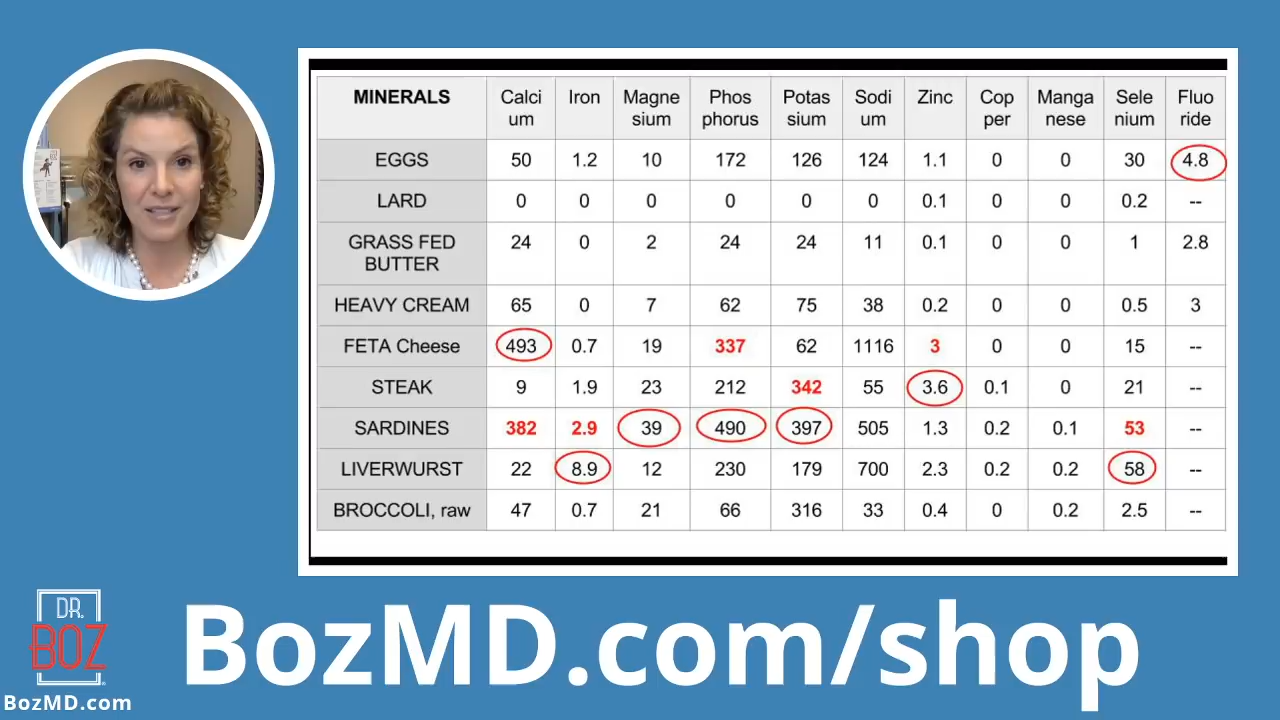 MINERALS Calci um Iron Magne sium Phos phorus Potas sium Sodi um Zinc Cop per Manga nese Sele nium Fluo ride
EGGS 50 1.2 10 172 126 124 1.1 0 0 30 4.8
LARD 0 0 0 0 0 0 0.1 0 0 0.2 --
GRASS FED BUTTER 24 0 2 24 24 11 0.1 0 0 1 2.8
HEAVY CREAM 65 0 7 62 75 38 0.2 0 0 0.5 3
FETA Cheese 493 0.7 19 337 62 1116 3 0 0 15 --
STEAK 9 1.9 23 212 342 55 3.6 0.1 0 21 --
SARDINES 382 2.9 39 490 397 505 1.3 0.2 0.1 53 --
LIVERWURST 22 8.9 12 230 179 700 2.3 0.2 0.2 58 --
BROCCOLI, raw 47 0.7 21 66 316 33 0.4 0 0.2 2.5 --
DR.
BOZ
BozMD.com
BozMD.com/shop